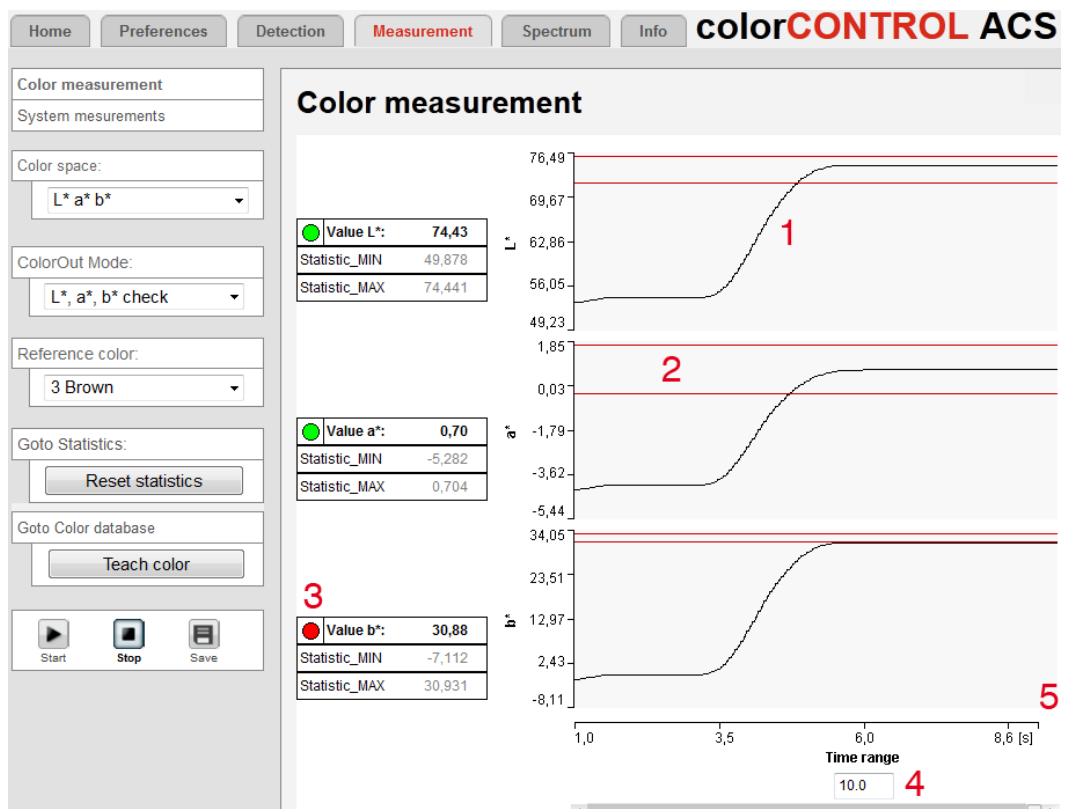 Home Preferences Detection Measurement Spectrum Info colorCONTROL ACS
Color measurement
System mesurements
Color space:
L* a* b*
ColorOut Mode:
L*, a*, b* check
Reference color:
3 Brown
Goto Statistics:
Reset statistics
Goto Color database
Teach color
Start Stop Save
Color measurement
Value L*: 74,43
Statistic_MIN 49,878
Statistic_MAX 74,441
L*
76,49
69,67
62,86
56,05
49,23
1
Value a*: 0,70
Statistic_MIN -5,282
Statistic_MAX 0,704
a*
1,85
0,03
-1,79
-3,62
-5,44
2
3
Value b*: 30,88
Statistic_MIN -7,112
Statistic_MAX 30,931
b*
34,05
23,51
12,97
2,43
-8,11
5
1,0 3,5 6,0 8,6 [s]
Time range
10.0 4